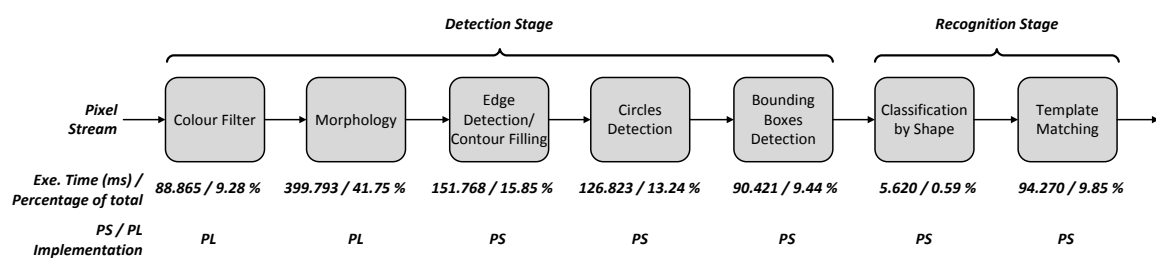 Detection Stage
Recognition Stage
Pixel
Stream
Colour Filter
Morphology
Edge
Detection/
Contour Filling
Circles
Detection
Bounding
Boxes
Detection
Classification
by Shape
Template
Matching
Exe. Time (ms) /
Percentage of total
88.865 / 9.28 %
399.793 / 41.75 %
151.768 / 15.85 %
126.823 / 13.24 %
90.421 / 9.44 %
5.620 / 0.59 %
94.270 / 9.85 %
PS / PL
Implementation
PL
PL
PS
PS
PS
PS
PS